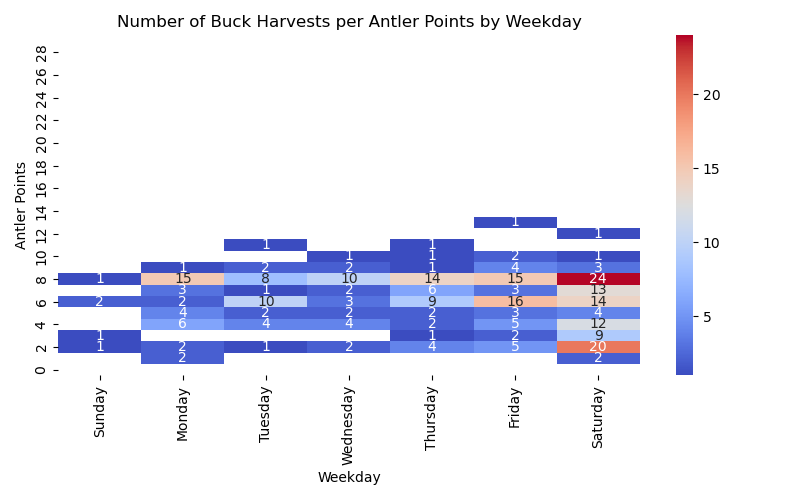 Number of Buck Harvests per Antler Points by Weekday
28
26
24
22
20
18
16
14
12
10
8
6
4
2
0
Antler Points
1
1
1 1
1 1 2 1
1 2 2 1 4 3
1 15 8 10 14 15 24
3 1 2 6 3 13
2 2 10 3 9 16 14
4 2 2 2 3 4
6 4 4 2 5 12
1 1 2 9
1 2 1 2 4 5 20
2 2
Sunday
Monday
Tuesday
Wednesday
Thursday
Friday
Saturday
Weekday
20
15
10
5